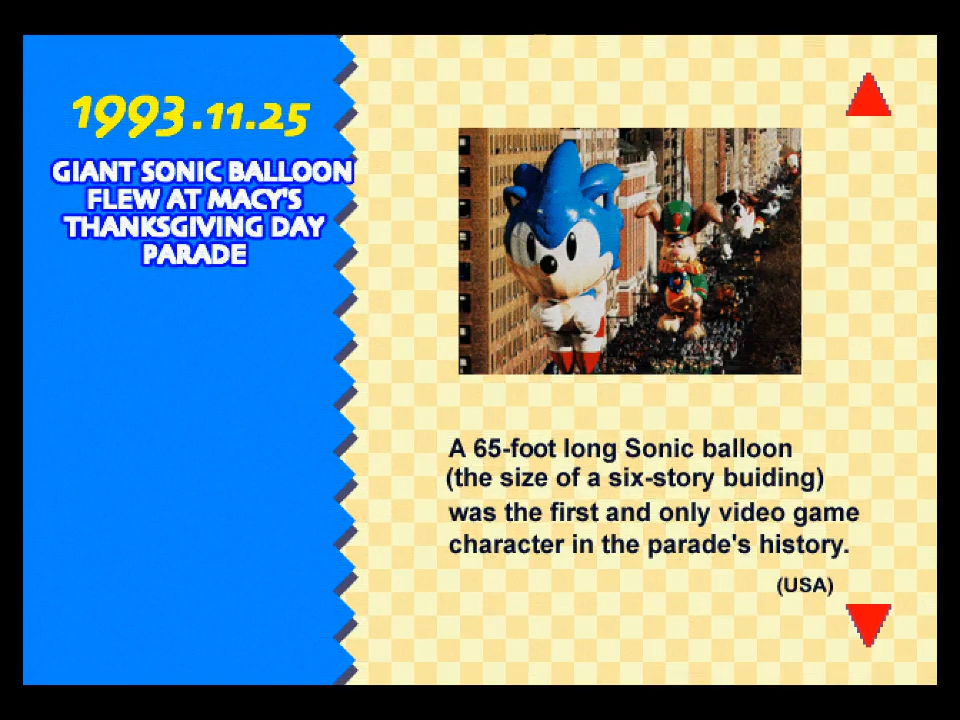 1993.11.25
GIANT SONIC BALLOON
FLEW AT MACY'S
THANKSGIVING DAY
PARADE
A 65-foot long Sonic balloon
(the size of a six-story buiding)
was the first and only video game
character in the parade's history.
(USA)